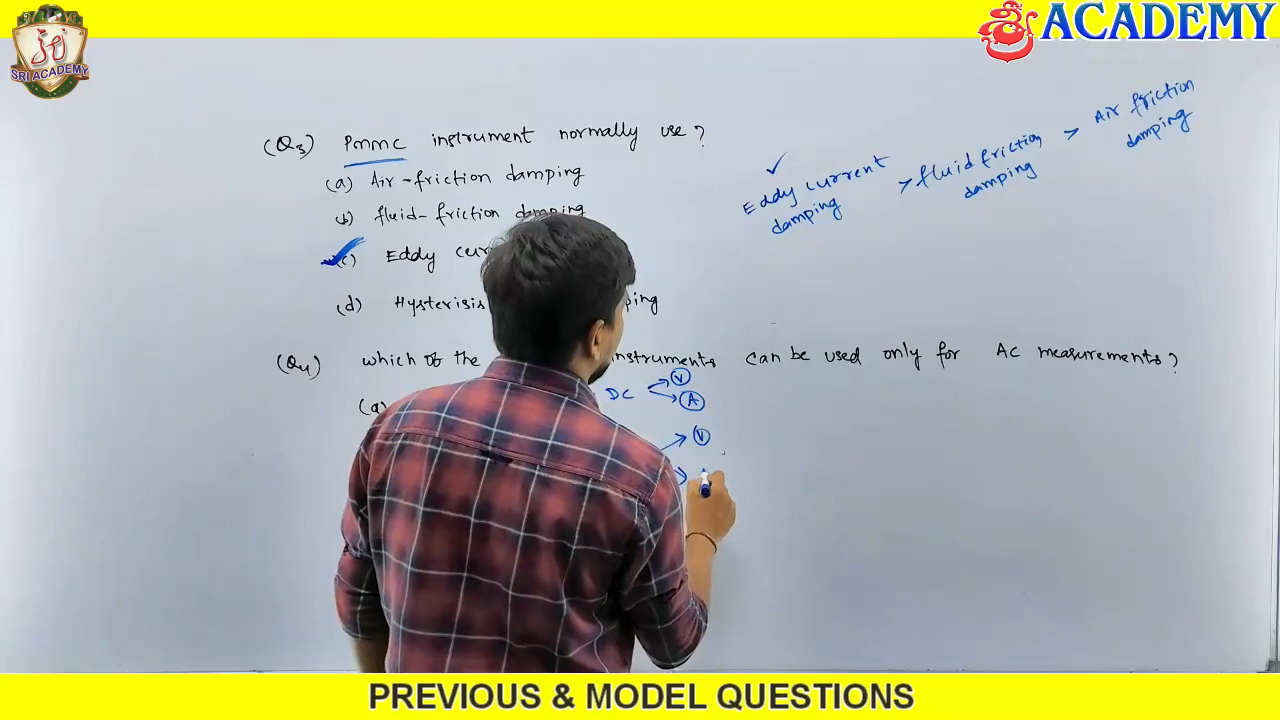 SRI ACADEMY
ACADEMY
(Q3) PMMC instrument normally use?
(a) Air-friction damping
(b) fluid-friction damping
(c) Eddy
(d) Hysterisis
Eddy current damping > fluid friction damping > Air friction damping
(Q4) which of the instruments can be used only for AC measurements?
(a)
DC V
A
V
PREVIOUS & MODEL QUESTIONS